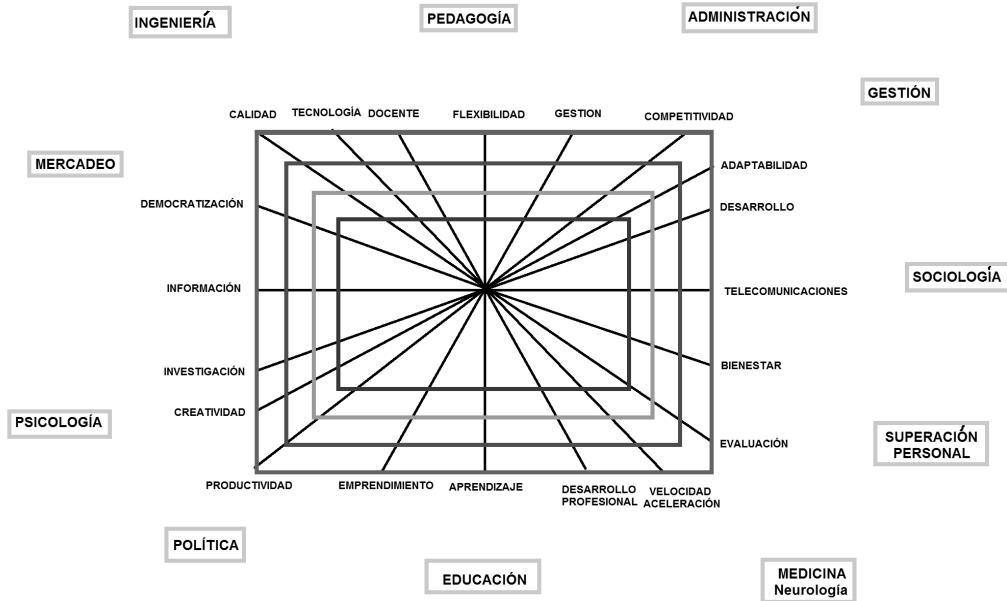 INGENIERÍA
PEDAGOGÍA
ADMINISTRACIÓN
GESTIÓN
CALIDAD
TECNOLOGÍA
DOCENTE
FLEXIBILIDAD
GESTION
COMPETITIVIDAD
MERCADEO
ADAPTABILIDAD
DEMOCRATIZACIÓN
DESARROLLO
SOCIOLOGÍA
INFORMACIÓN
TELECOMUNICACIONES
INVESTIGACIÓN
BIENESTAR
CREATIVIDAD
PSICOLOGÍA
EVALUACIÓN
SUPERACIÓN
PERSONAL
PRODUCTIVIDAD
EMPRENDIMIENTO
APRENDIZAJE
DESARROLLO
PROFESIONAL
VELOCIDAD
ACELERACIÓN
POLÍTICA
EDUCACIÓN
MEDICINA
Neurología